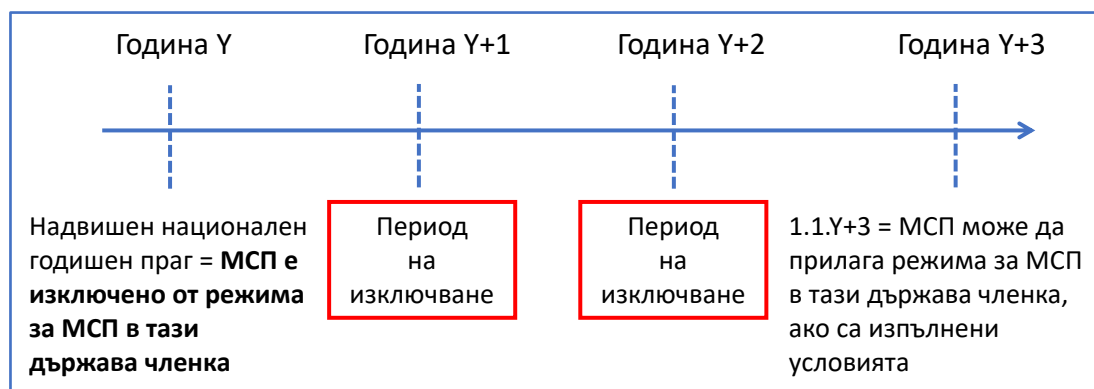 Година Y
Година Y+1
Година Y+2
Година Y+3
Надвишен национален
годишен праг = МСП е
изключено от режима
за МСП в тази
държава членка
Период
на
изключване
Период
на
изключване
1.1.Y+3 = МСП може да
прилага режима за МСП
в тази държава членка,
ако са изпълнени
условията